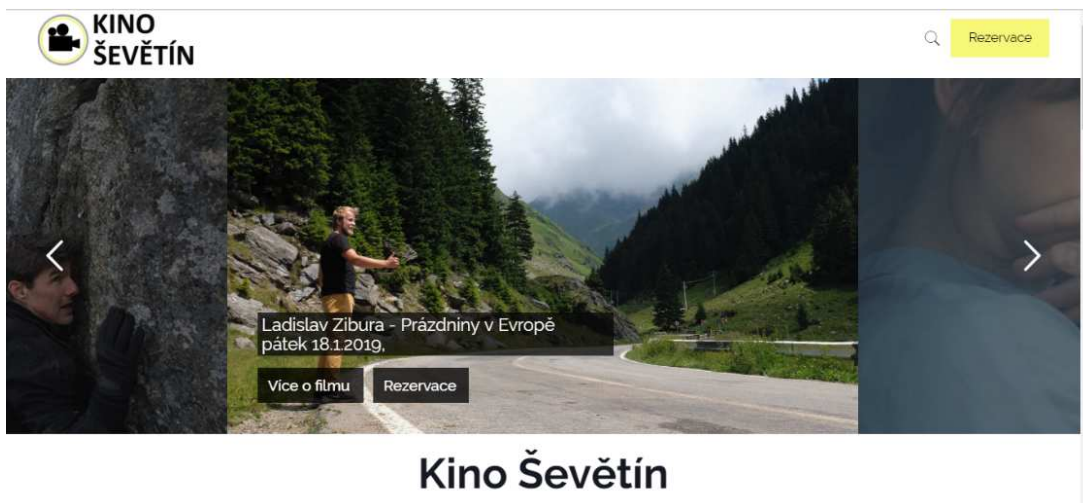 KINO
ŠEVĚTÍN
Rezervace
Ladislav Zibura - Prázdniny v Evropě
pátek 18.1.2019,
Více o filmu
Rezervace
Kino Ševětín